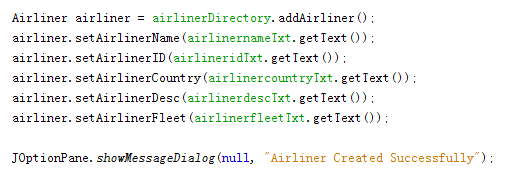 Airliner airliner = airlinerDirectory.addAirliner();
airliner.setAirlinerName(airlinernameTxt.getText());
airliner.setAirlinerID(airlineridTxt.getText());
airliner.setAirlinerCountry(airlinercountryTxt.getText());
airliner.setAirlinerDesc(airlinerdescTxt.getText());
airliner.setAirlinerFleet(airlinerfleetTxt.getText());
JOptionPane.showMessageDialog(null, "Airliner Created Successfully");